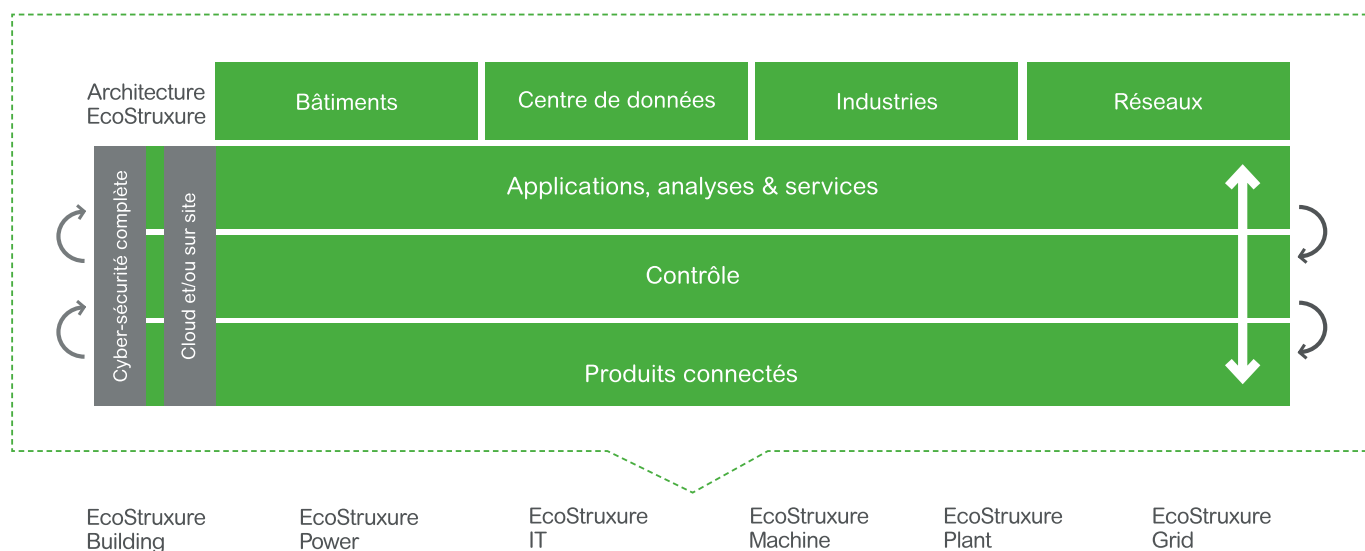 Architecture
EcoStruxure
Bâtiments
Centre de données
Industries
Réseaux
Cyber-sécurité complète
Cloud et/ou sur site
Applications, analyses & services
Contrôle
Produits connectés
EcoStruxure
Building
EcoStruxure
Power
EcoStruxure
IT
EcoStruxure
Machine
EcoStruxure
Plant
EcoStruxure
Grid